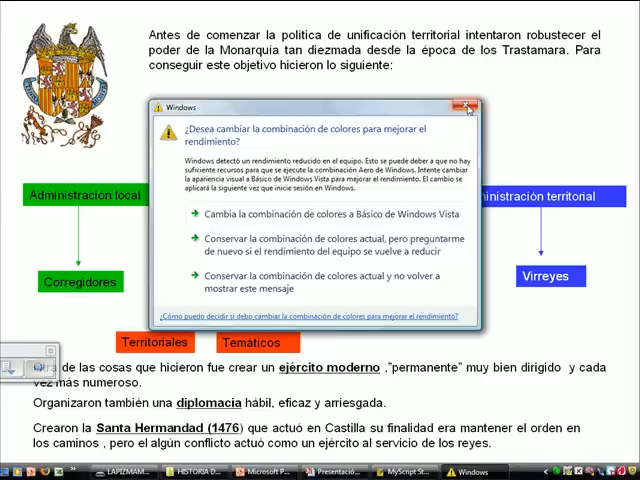 Antes de comenzar la política de unificación territorial intentaron robustecer el
poder de la Monarquía tan diezmada desde la época de los Trastamara. Para
conseguir este objetivo hicieron lo siguiente:
Windows
¿Desea cambiar la combinación de colores para mejorar el
rendimiento?
Windows detectó un rendimiento reducido en el equipo. Esto se puede deber a que no hay
suficiente recursos para que se ejecute la combinación Aero de Windows. Intente cambiar
la apariencia visual a Básico de Windows Vista para mejorar el rendimiento. El cambio se
aplicará la siguiente vez que inicie sesión en Windows.
Administración local
ministración territorial
Cambia la combinación de colores a Básico de Windows Vista
Conservar la combinación de colores actual, pero preguntarme
de nuevo si el rendimiento del equipo se vuelve a reducir
Conservar la combinación de colores actual y no volver a
mostrar este mensaje
Corregidores
Virreyes
¿Cómo puedo decidir si debo cambiar la combinación de colores para mejorar el rendimiento?
Territoriales
Temáticos
de las cosas que hicieron fue crear un ejército moderno ,"permanente" muy bien dirigido y cada
vez más numeroso.
Organizaron también una diplomacia hábil, eficaz y arriesgada.
Crearon la Santa Hermandad (1476) que actuó en Castilla su finalidad era mantener el orden en
los caminos , pero el algún conflicto actuó como un ejército al servicio de los reyes.
LAPIZMAM...
HISTORIA D...
Microsoft P...
Presentació...
MyScript St...
Windows